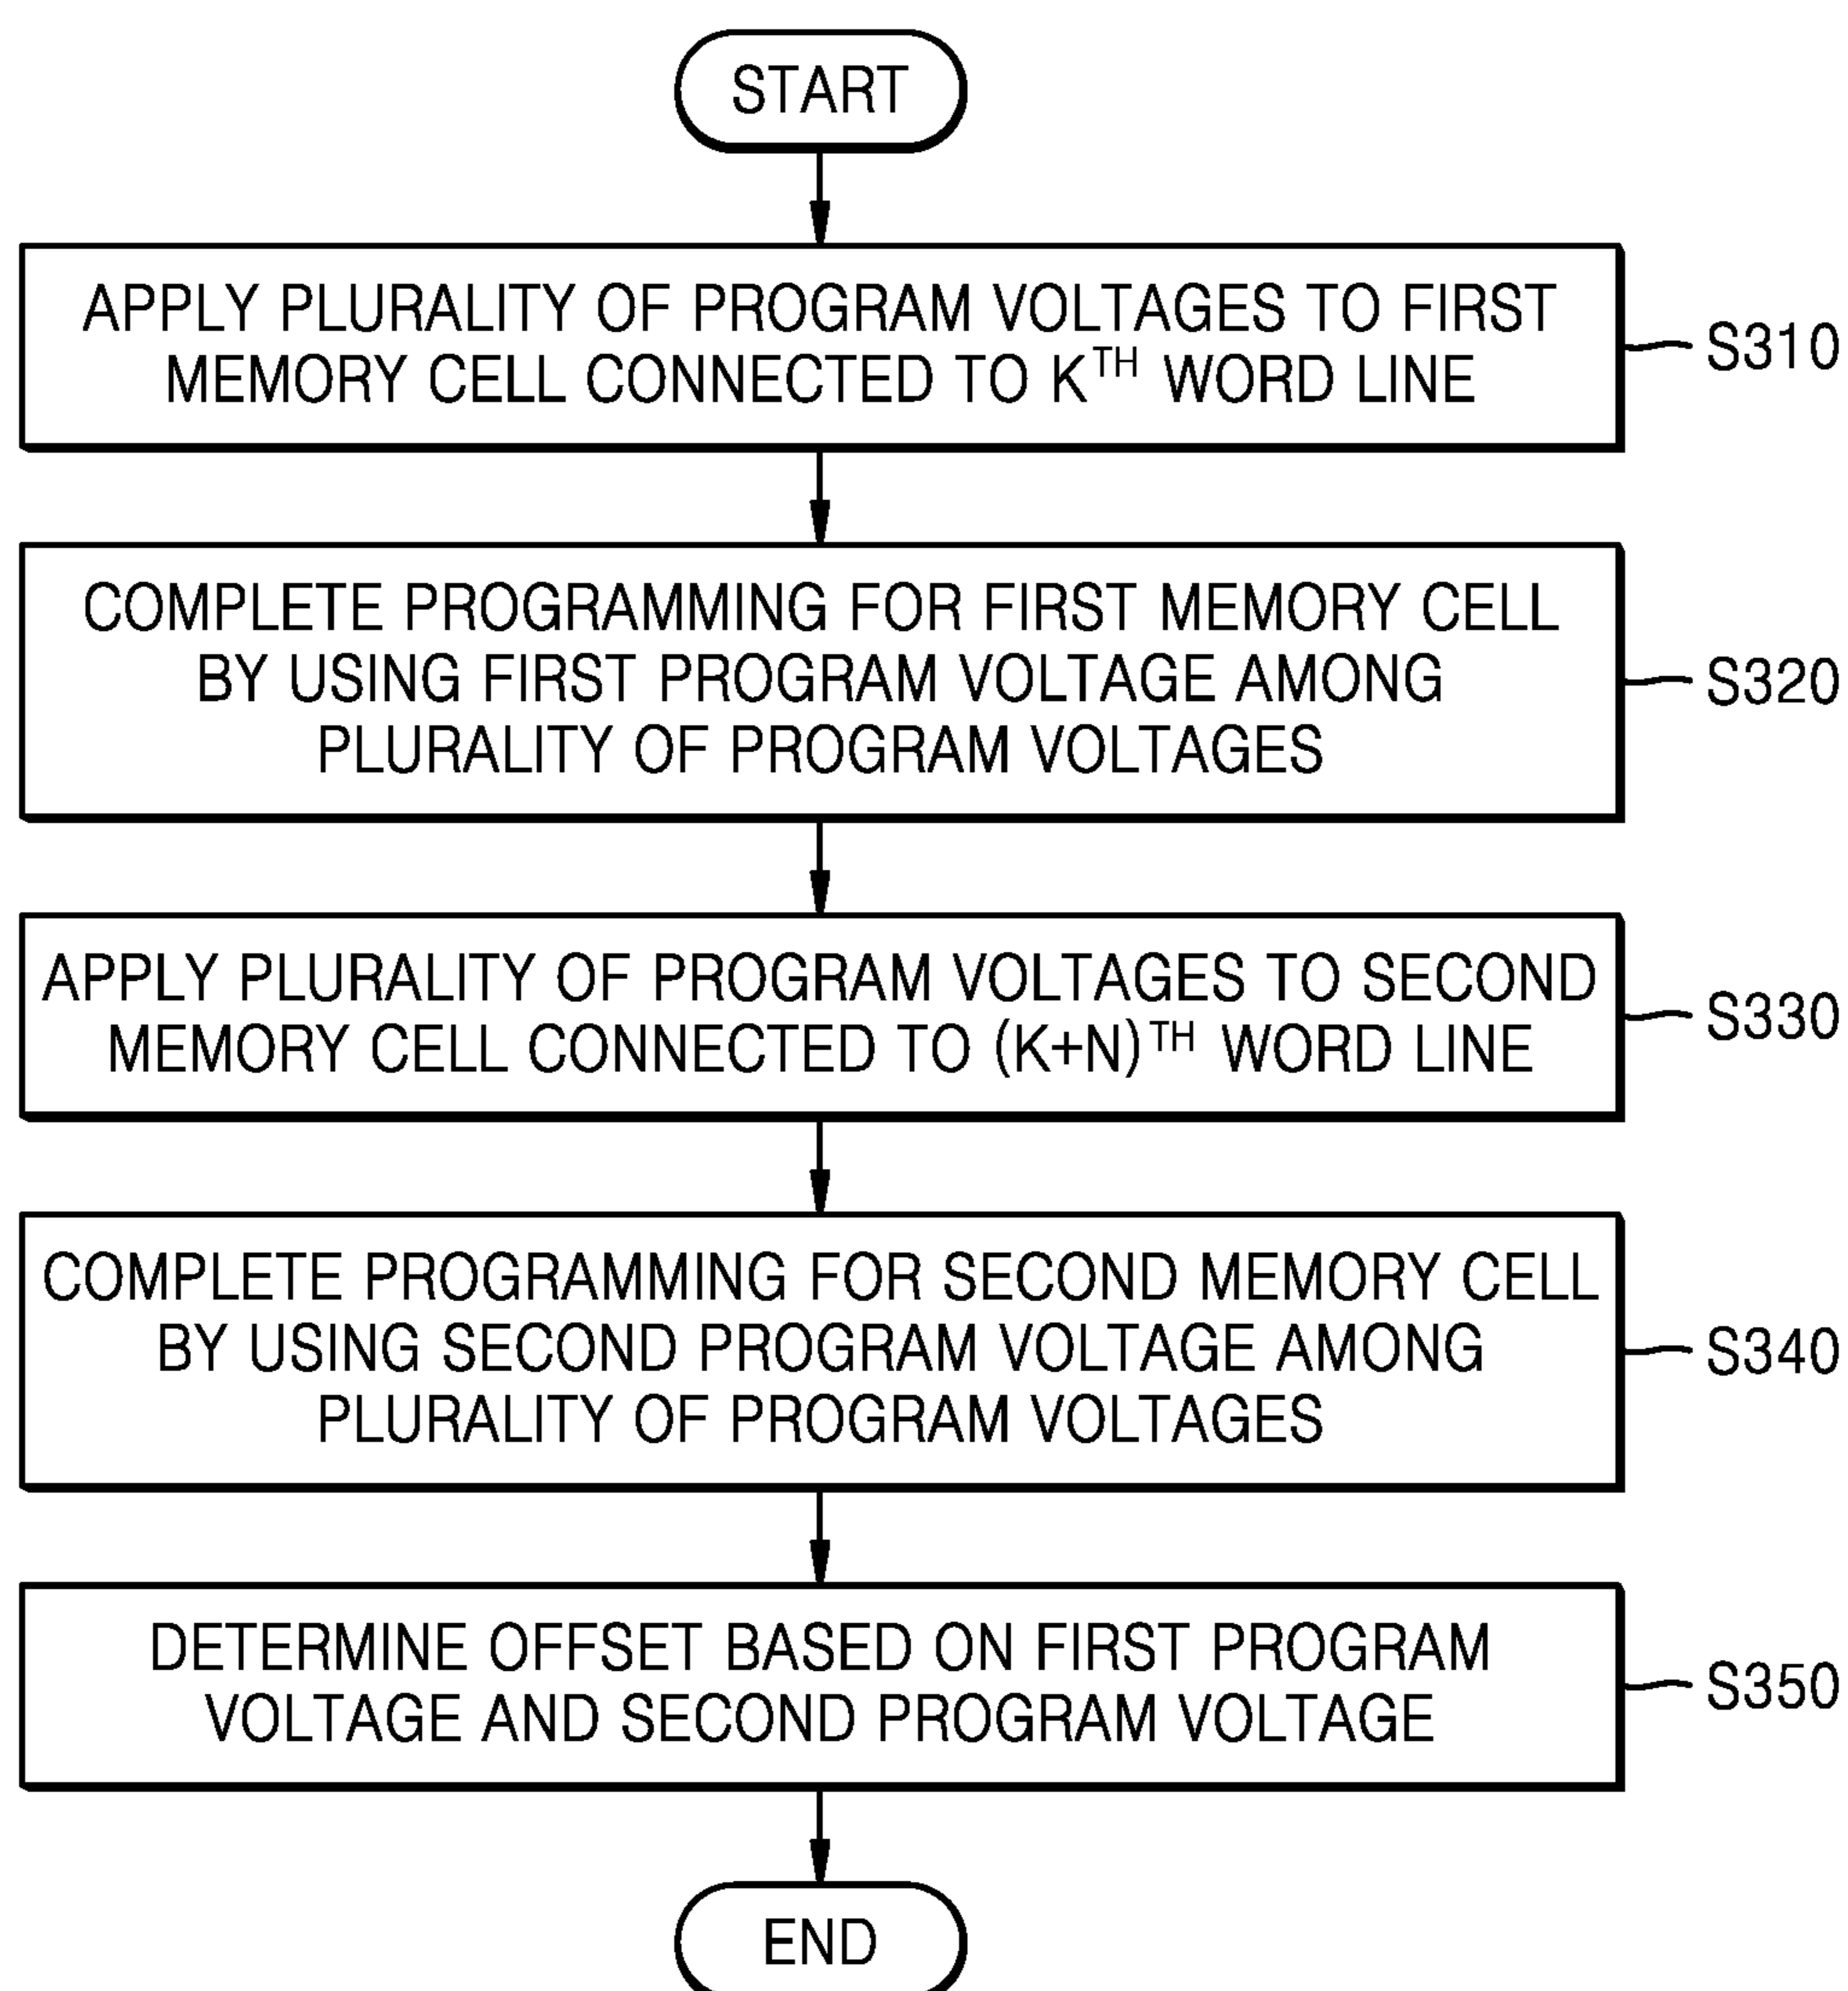 START
APPLY PLURALITY OF PROGRAM VOLTAGES TO FIRST
MEMORY CELL CONNECTED TO Kᵀᴴ WORD LINE
S310
COMPLETE PROGRAMMING FOR FIRST MEMORY CELL
BY USING FIRST PROGRAM VOLTAGE AMONG
PLURALITY OF PROGRAM VOLTAGES
S320
APPLY PLURALITY OF PROGRAM VOLTAGES TO SECOND
MEMORY CELL CONNECTED TO (K+N)ᵀᴴ WORD LINE
S330
COMPLETE PROGRAMMING FOR SECOND MEMORY CELL
BY USING SECOND PROGRAM VOLTAGE AMONG
PLURALITY OF PROGRAM VOLTAGES
S340
DETERMINE OFFSET BASED ON FIRST PROGRAM
VOLTAGE AND SECOND PROGRAM VOLTAGE
S350
END